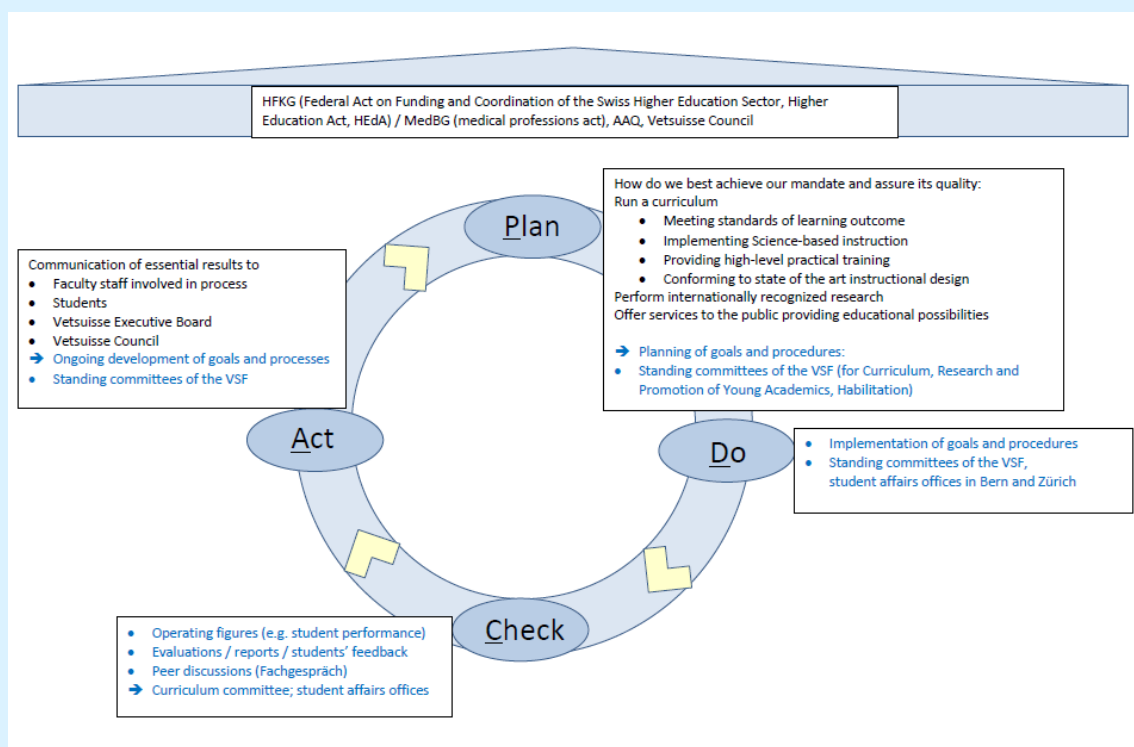 HFKG (Federal Act on Funding and Coordination of the Swiss Higher Education Sector, Higher
Education Act, HEdA) / MedBG (medical professions act), AAQ, Vetsuisse Council
Plan
How do we best achieve our mandate and assure its quality:
Run a curriculum
• Meeting standards of learning outcome
• Implementing Science-based instruction
• Providing high-level practical training
• Conforming to state of the art instructional design
Perform internationally recognized research
Offer services to the public providing educational possibilities
➔ Planning of goals and procedures:
• Standing committees of the VSF (for Curriculum, Research and
Promotion of Young Academics, Habilitation)
Do
• Implementation of goals and procedures
• Standing committees of the VSF,
student affairs offices in Bern and Zürich
Check
• Operating figures (e.g. student performance)
• Evaluations / reports / students’ feedback
• Peer discussions (Fachgespräch)
➔ Curriculum committee; student affairs offices
Act
Communication of essential results to
• Faculty staff involved in process
• Students
• Vetsuisse Executive Board
• Vetsuisse Council
➔ Ongoing development of goals and processes
• Standing committees of the VSF